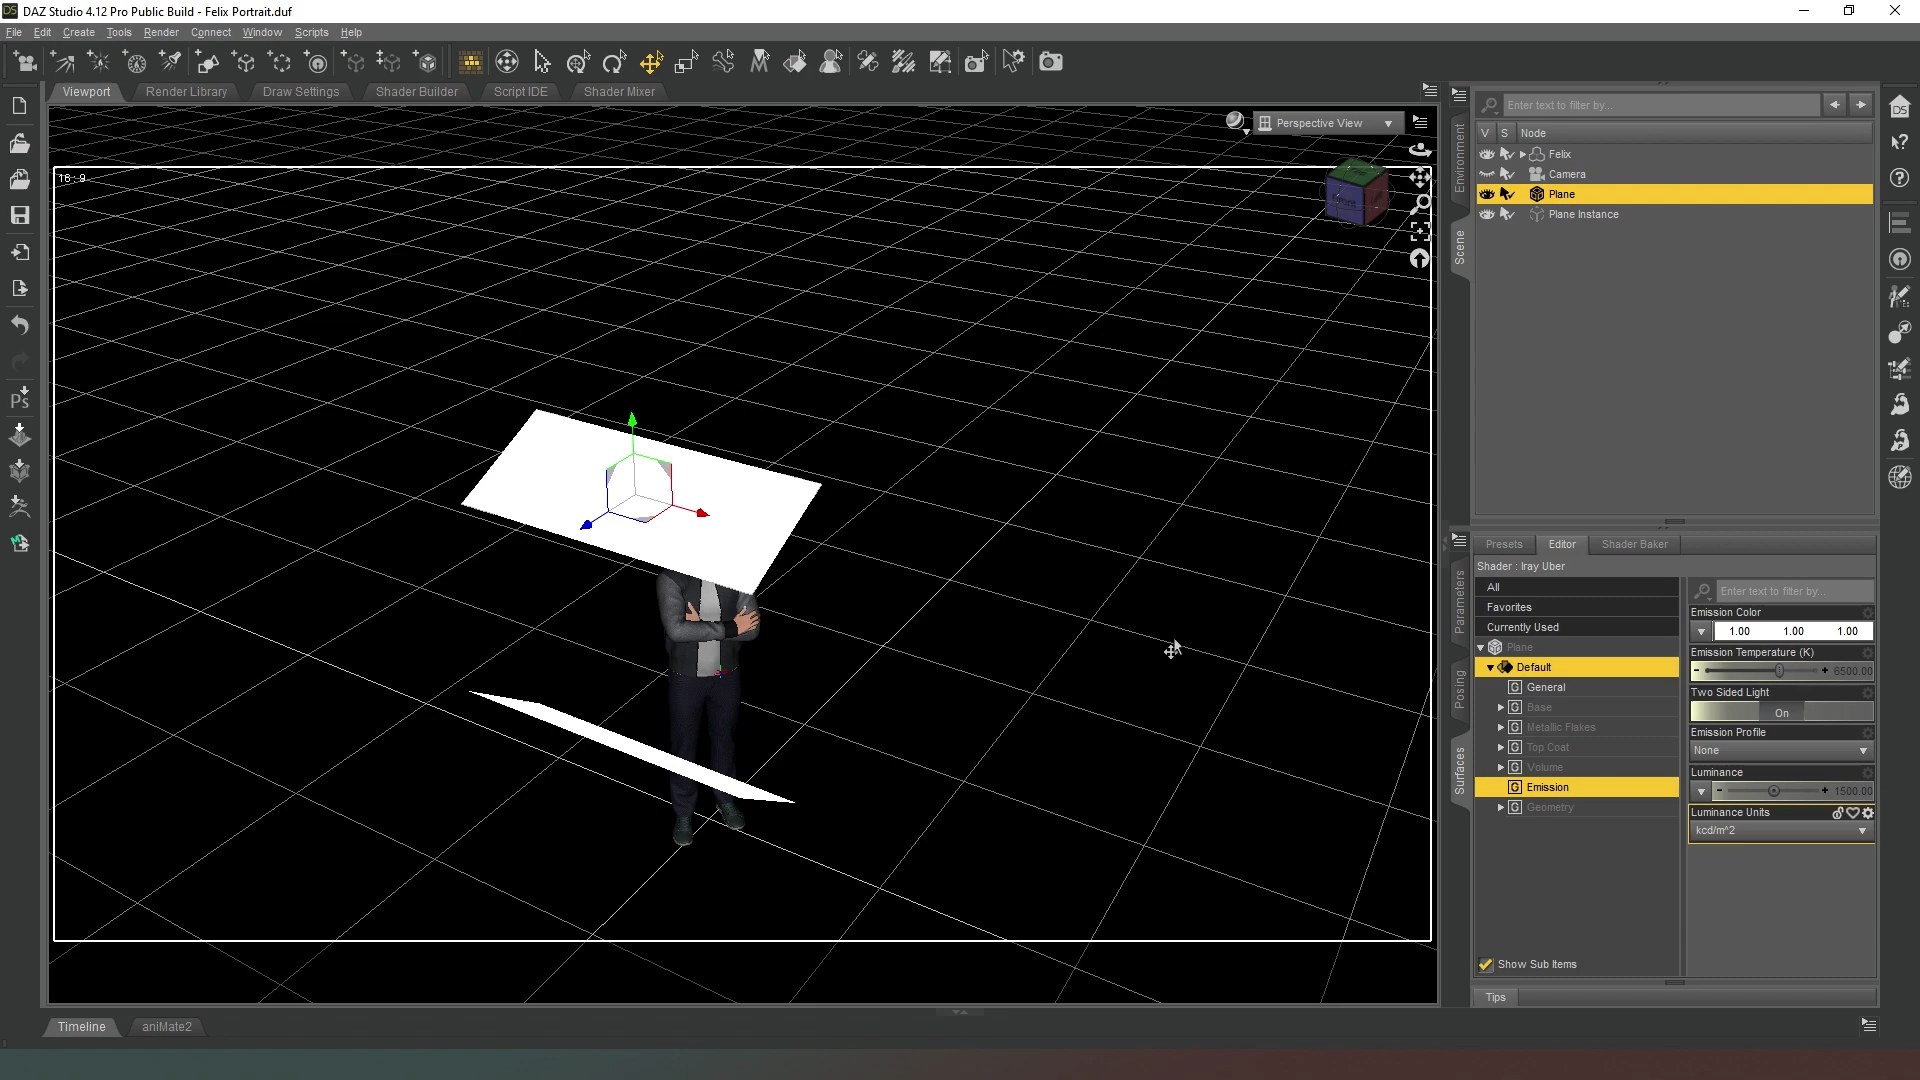 DAZ Studio 4.12 Pro Public Build - Felix Portrait.duf
File Edit Create Tools Render Connect Window Scripts Help
Viewport Render Library Draw Settings Shader Builder Script IDE Shader Mixer
Perspective View
16 : 9
Front
Environment
Scene
Enter text to filter by...
V S Node
Felix
Camera
Plane
Plane Instance
Parameters
Posing
Surfaces
Presets Editor Shader Baker
Shader : Iray Uber
All
Favorites
Currently Used
Plane
Default
General
Base
Metallic Flakes
Top Coat
Volume
Emission
Geometry
Show Sub Items
Enter text to filter by...
Emission Color
1.00 1.00 1.00
Emission Temperature (K)
- + 6500.00
Two Sided Light
On
Emission Profile
None
Luminance
- + 1500.00
Luminance Units
kcd/m^2
Tips
Timeline aniMate2